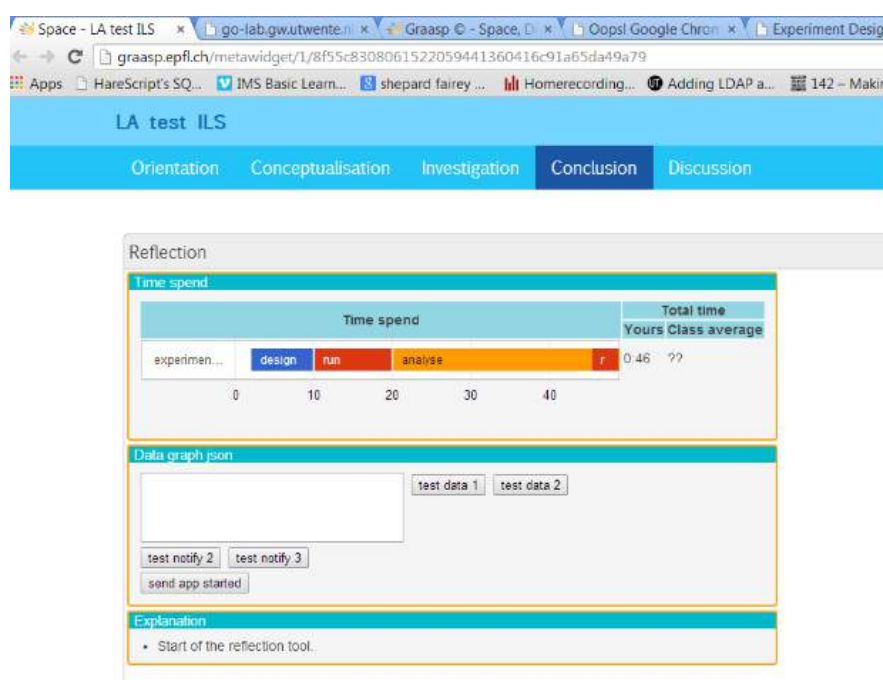 Space - LA test ILS
go-lab.gw.utwente.nl
Graasp © - Space, D
Oops! Google Chrom
Experiment Desig
graasp.epfl.ch/metawidget/1/8f55c8308061522059441360416c91a65da49a79
Apps HareScript's SQ... IMS Basic Learn... shepard fairey ... Homerecording... Adding LDAP a... 142 – Makin
LA test ILS
Orientation Conceptualisation Investigation Conclusion Discussion
Reflection
Time spend
Time spend Total time
Yours Class average
experimen... design run analyse r 0:46 ??
0 10 20 30 40
Data graph json
test data 1 test data 2
test notify 2 test notify 3
send app started
Explanation
• Start of the reflection tool.